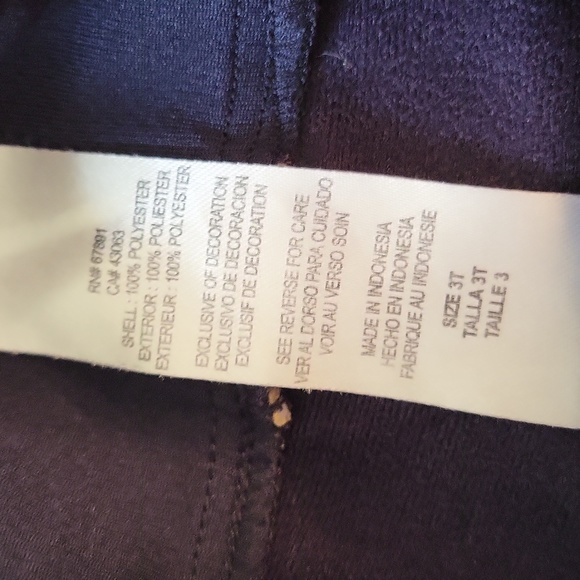 RN# 67891
CA# 43063
SHELL : 100% POLYESTER
EXTERIOR : 100% POLIESTER
EXTERIEUR : 100% POLYESTER
EXCLUSIVE OF DECORATION
EXCLUSIVO DE DECORACION
EXCLUSIF DE DECORATION
SEE REVERSE FOR CARE
VER AL DORSO PARA CUIDADO
VOIR AU VERSO SOIN
MADE IN INDONESIA
HECHO EN INDONESIA
FABRIQUE AU INDONESIE
SIZE 3T
TALLA 3T
TAILLE 3